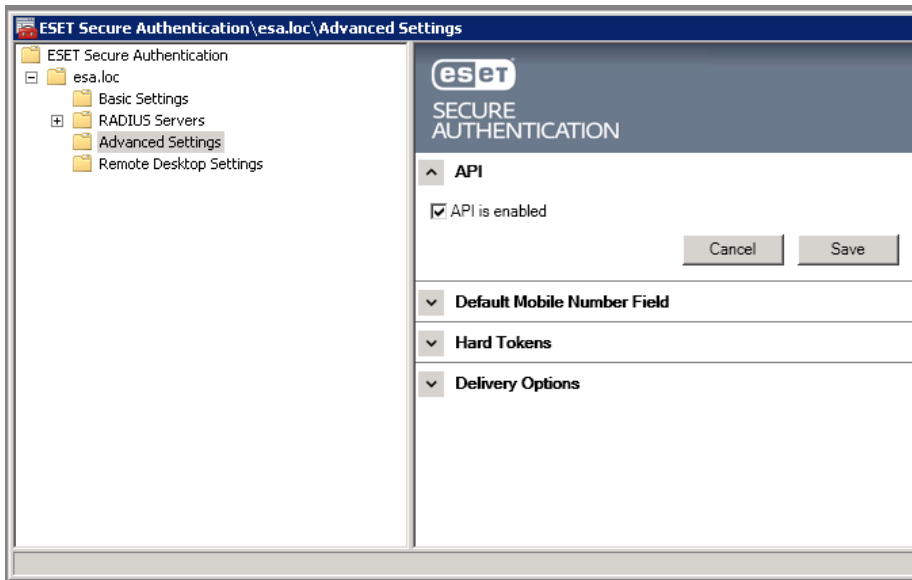 ESET Secure Authentication\esa.loc\Advanced Settings
ESET Secure Authentication
esa.loc
Basic Settings
RADIUS Servers
Advanced Settings
Remote Desktop Settings
eset
SECURE
AUTHENTICATION
API
API is enabled
Cancel Save
Default Mobile Number Field
Hard Tokens
Delivery Options